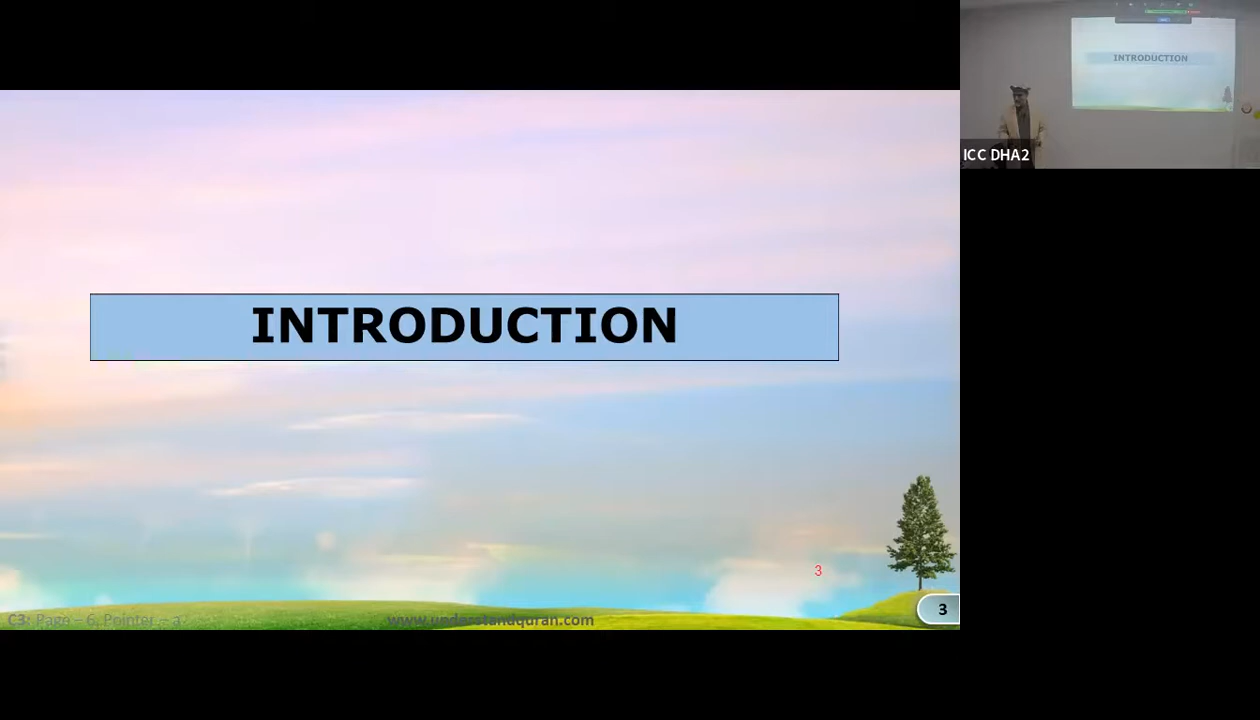 INTRODUCTION
3
C3: Page – 6, Pointer – a
www.understandquran.com
3
INTRODUCTION
ICC DHA2